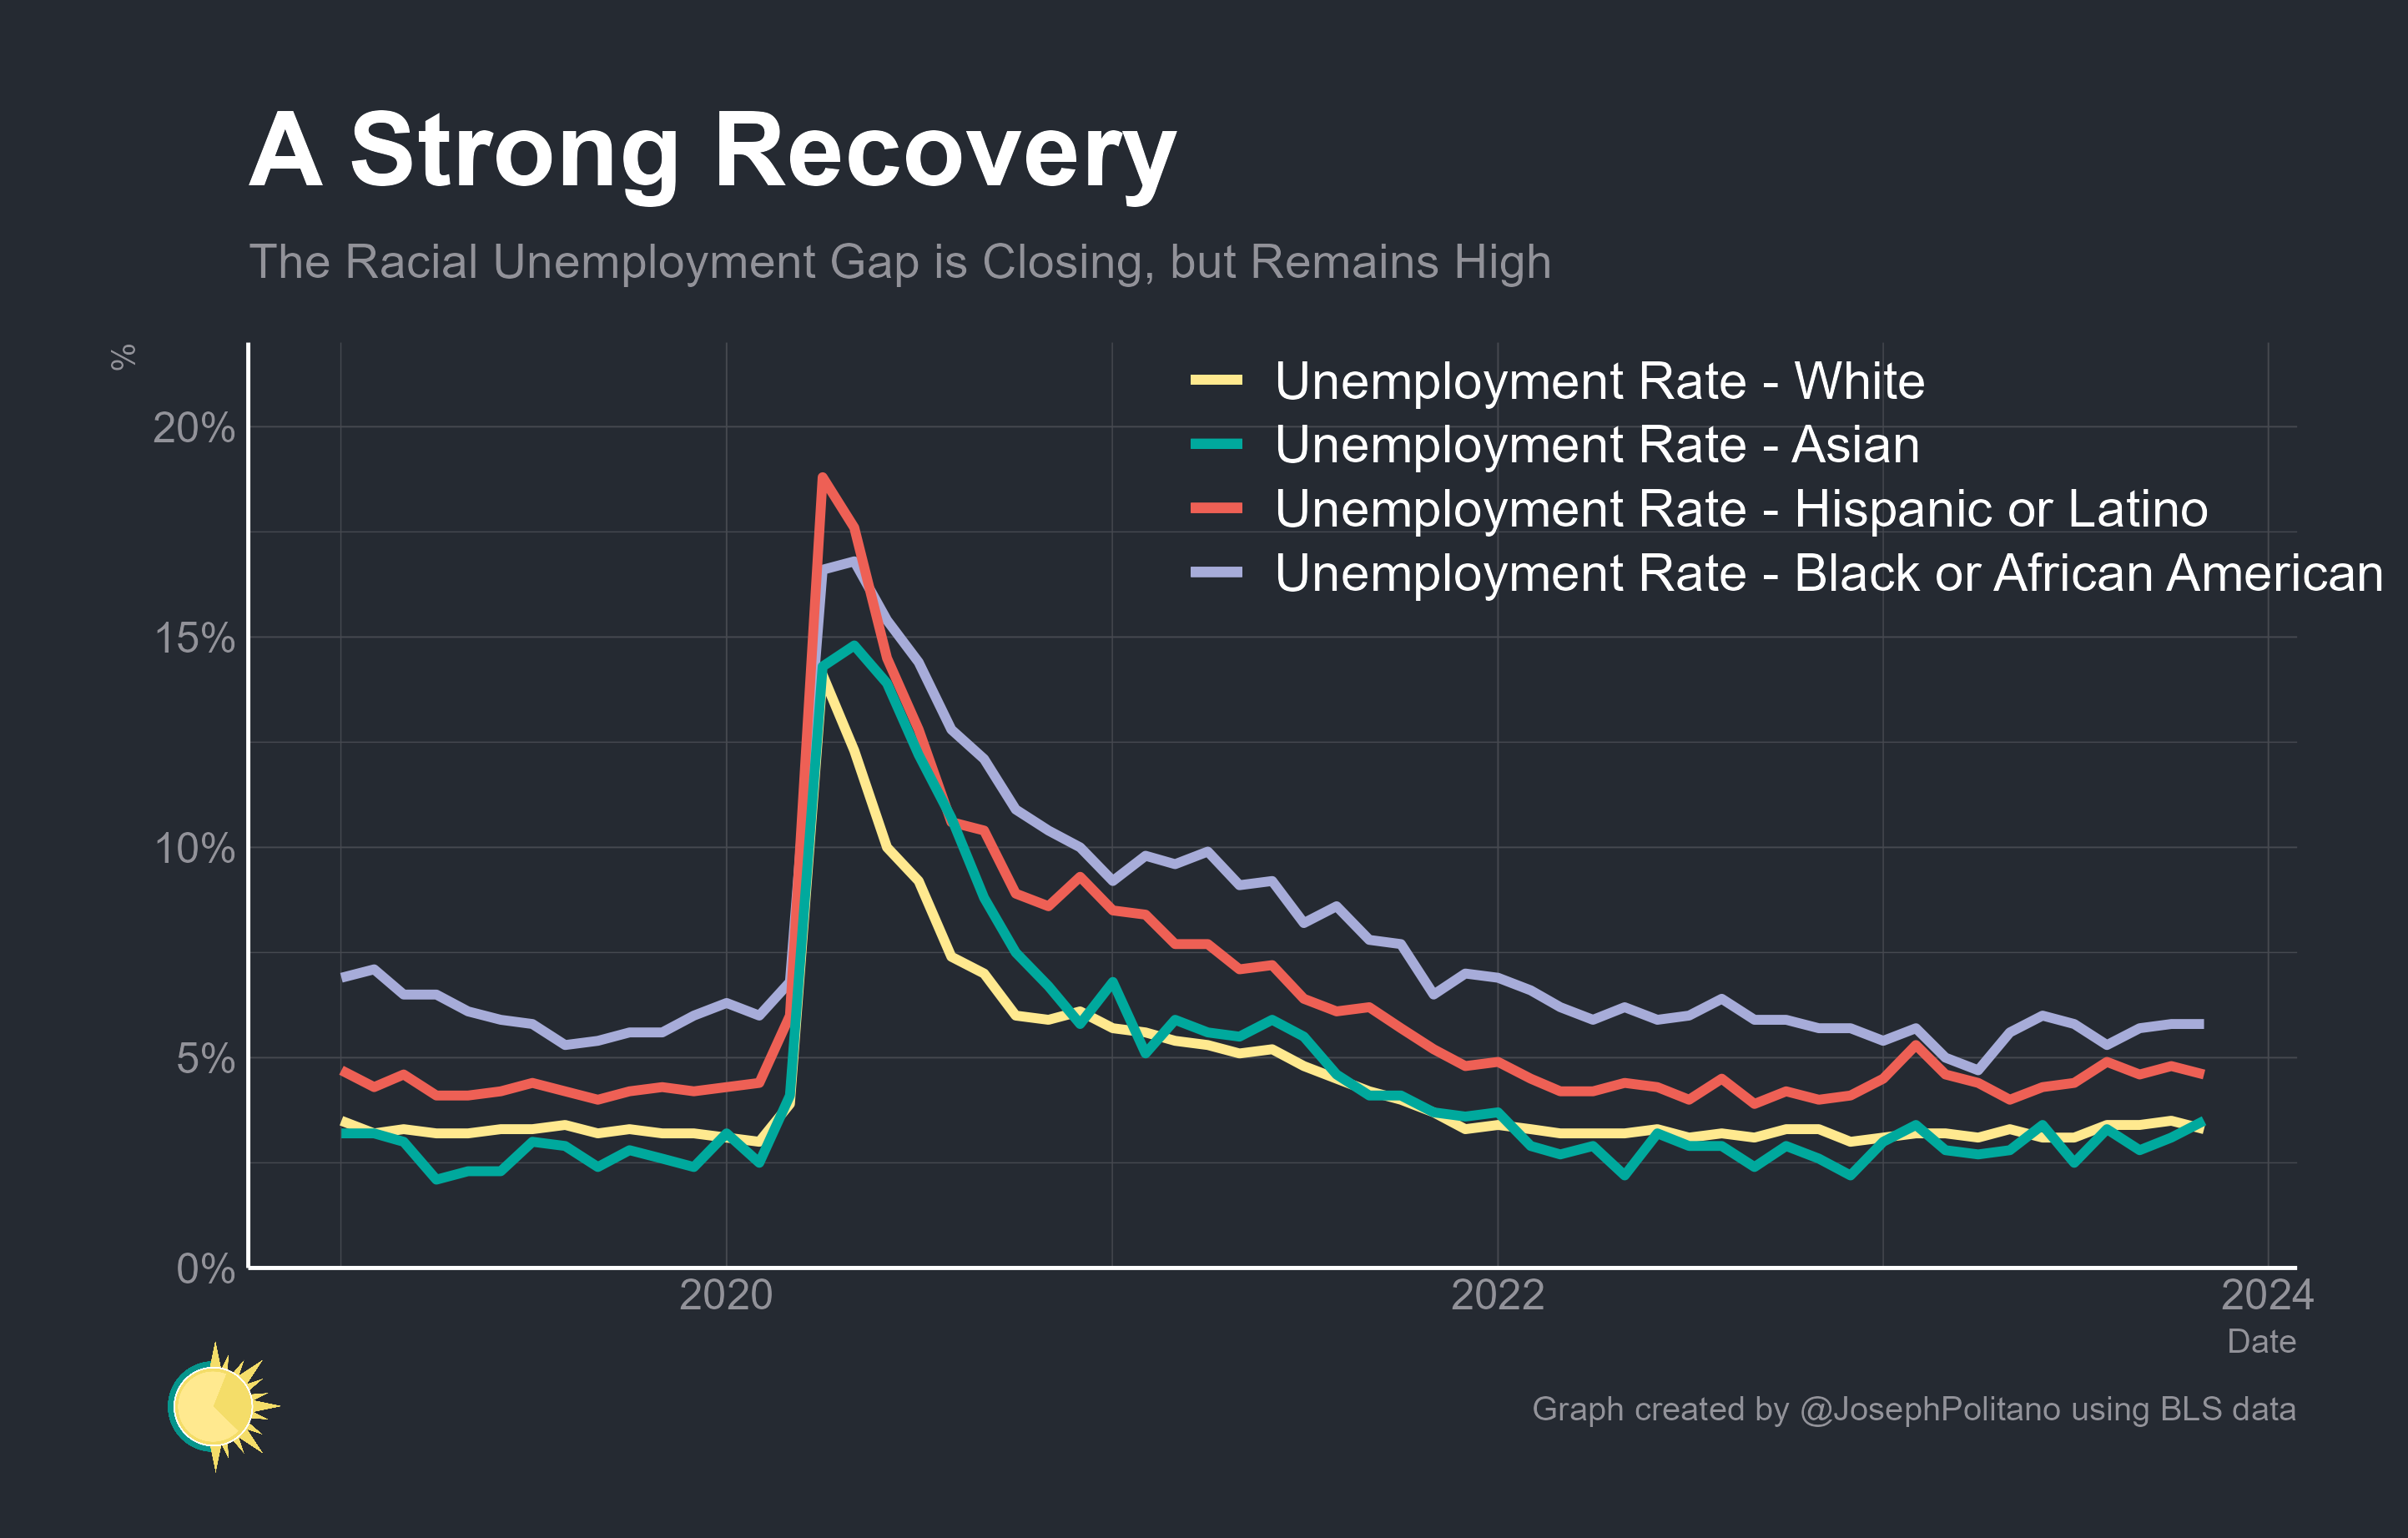 A Strong Recovery
The Racial Unemployment Gap is Closing, but Remains High
%
Unemployment Rate - White
Unemployment Rate - Asian
Unemployment Rate - Hispanic or Latino
Unemployment Rate - Black or African American
20%
15%
10%
5%
0%
2020
2022
2024
Date
Graph created by @JosephPolitano using BLS data